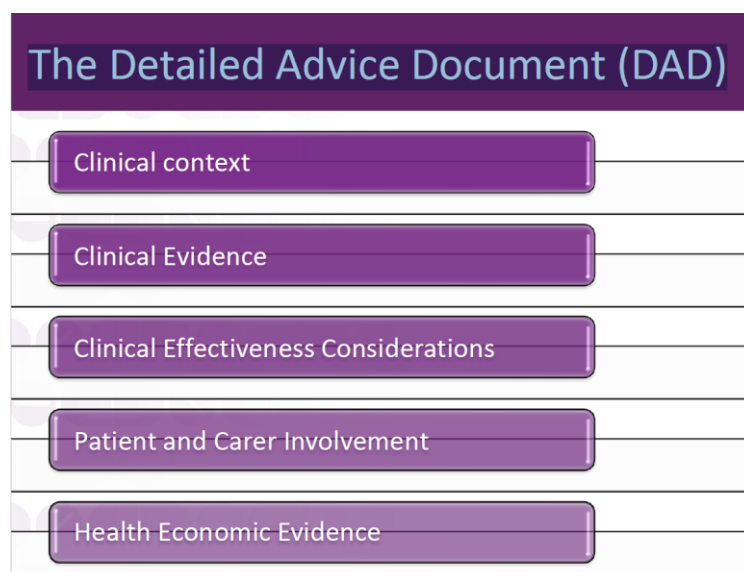 The Detailed Advice Document (DAD)
Clinical context
Clinical Evidence
Clinical Effectiveness Considerations
Patient and Carer Involvement
Health Economic Evidence